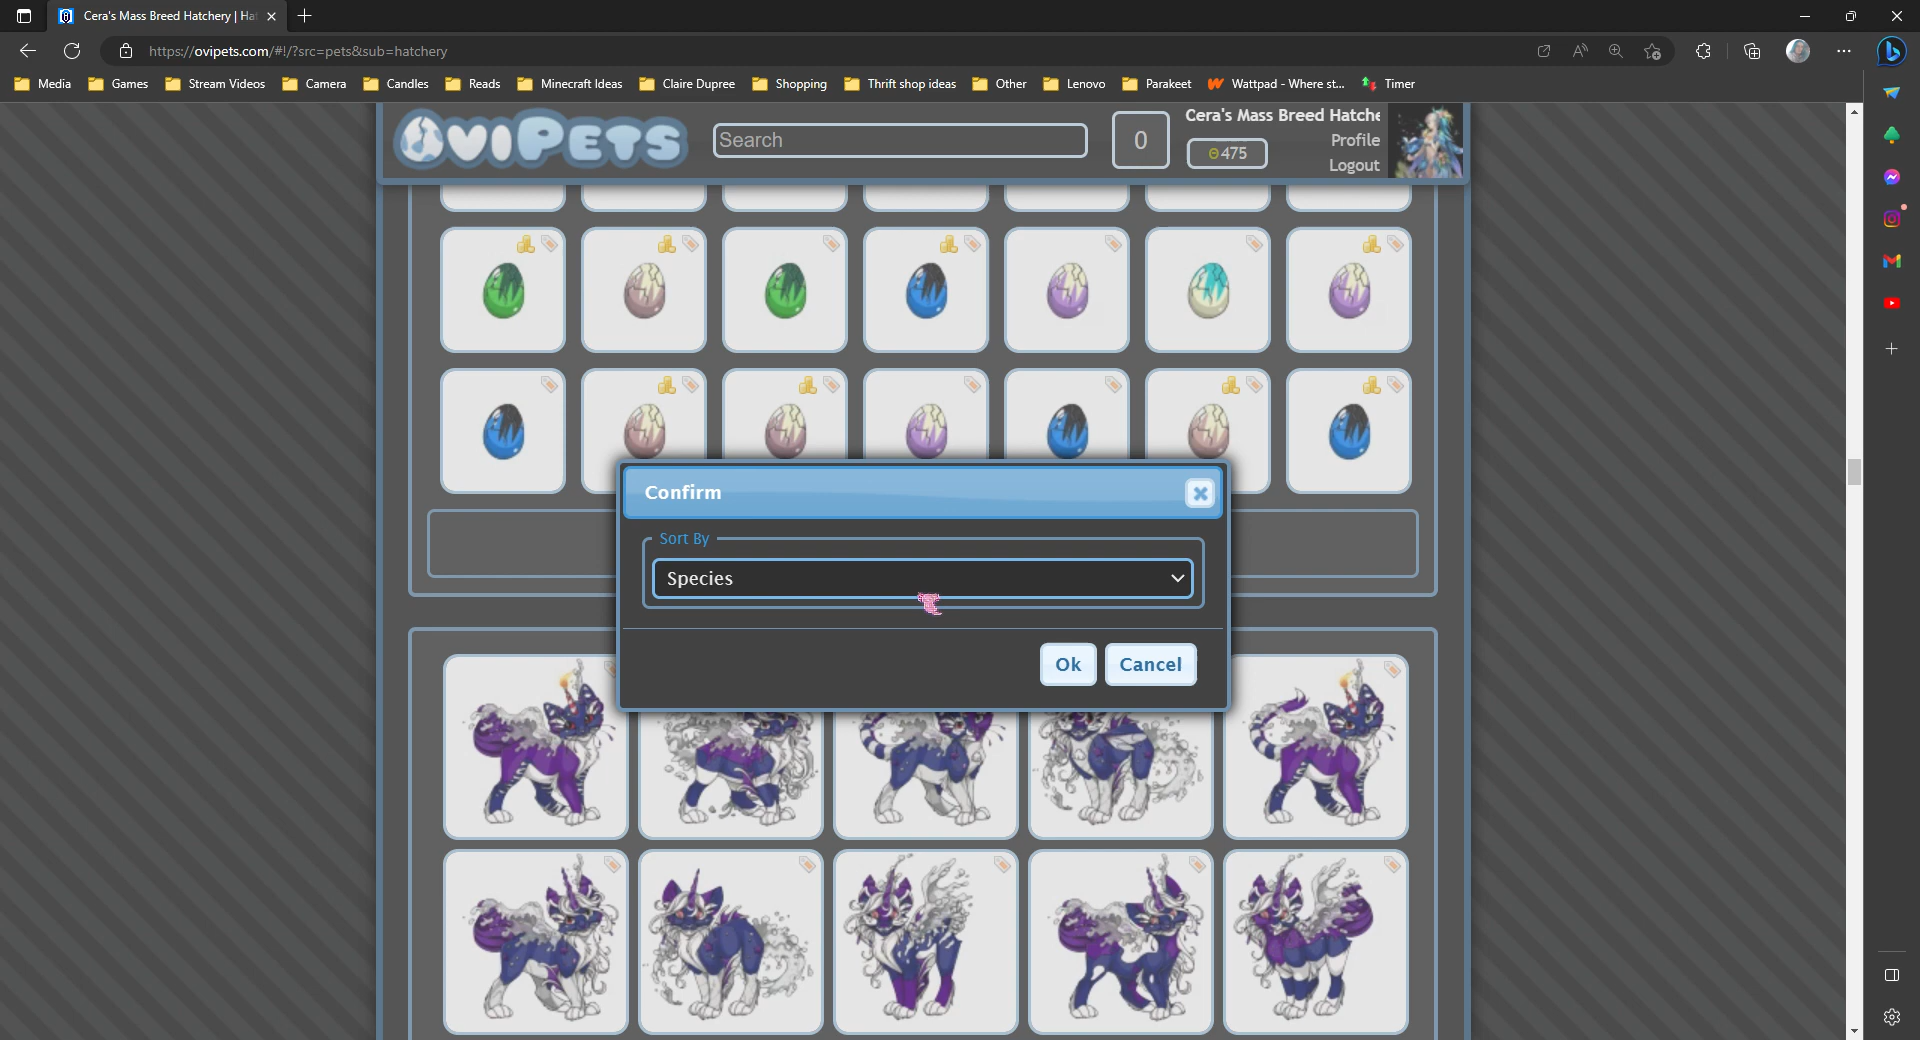 Cera's Mass Breed Hatchery | Ha
https://ovipets.com/#!/?src=pets&sub=hatchery
Media Games Stream Videos Camera Candles Reads Minecraft Ideas Claire Dupree Shopping Thrift shop ideas Other Lenovo Parakeet Wattpad - Where st... Timer
OVIPETS
Search
0
Cera's Mass Breed Hatche
475
Profile
Logout
Confirm
Sort By
Species
Ok Cancel